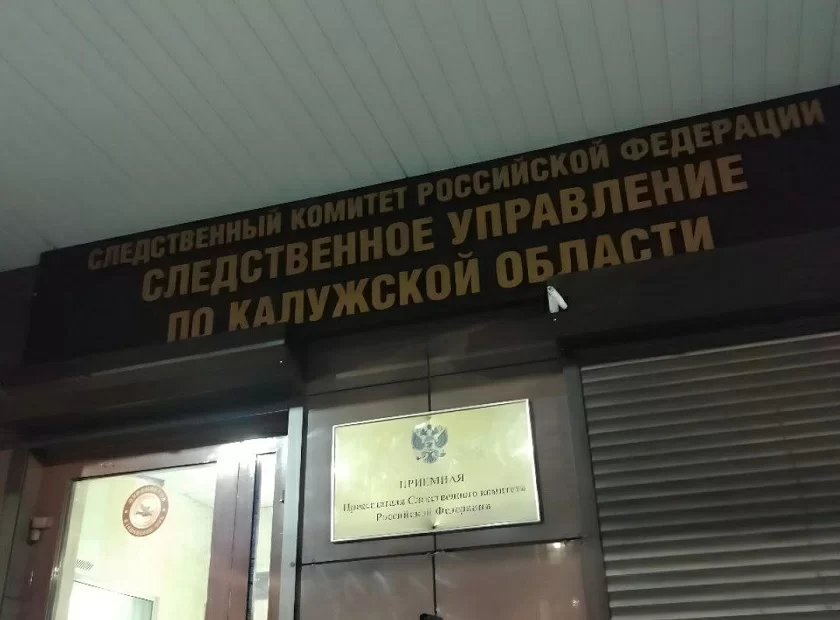 СЛЕДСТВЕННЫЙ КОМИТЕТ РОССИЙСКОЙ ФЕДЕРАЦИИ
СЛЕДСТВЕННОЕ УПРАВЛЕНИЕ
ПО КАЛУЖСКОЙ ОБЛАСТИ
ПРИЕМНАЯ
Председателя Следственного комитета
Российской Федерации